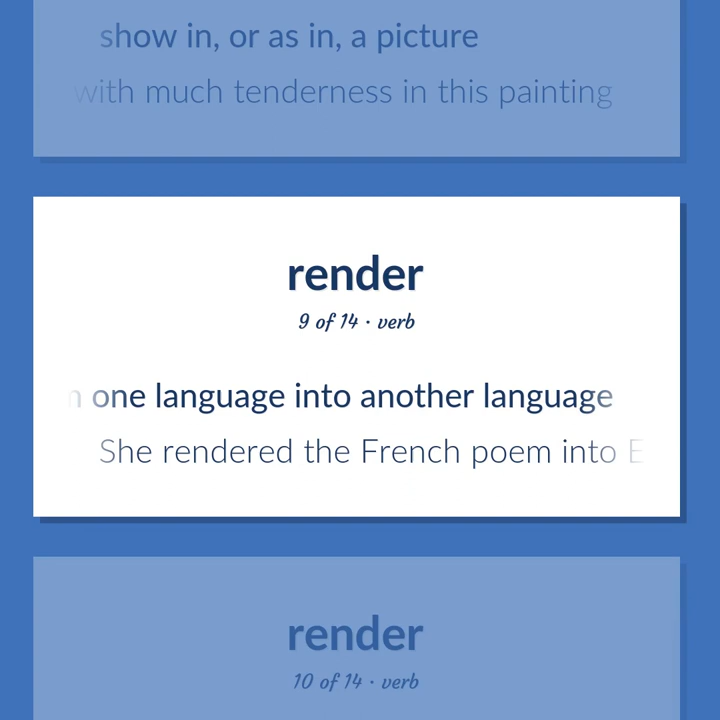 show in, or as in, a picture
with much tenderness in this painting
render
9 of 14 · verb
one language into another language
She rendered the French poem into
render
10 of 14 · verb